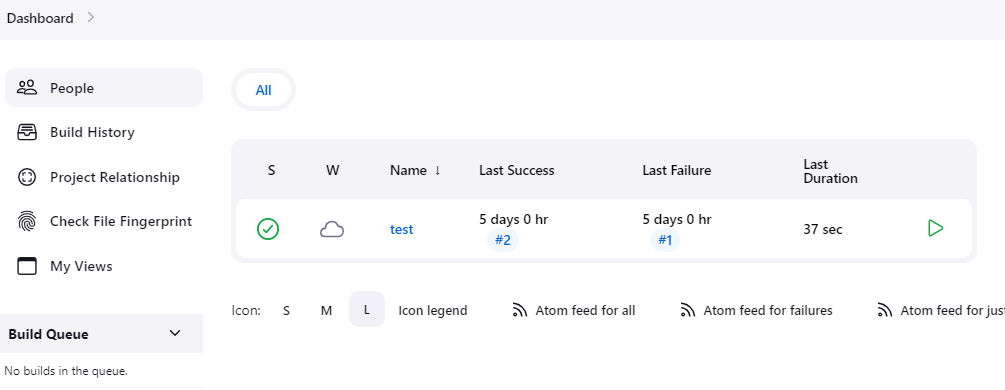 Dashboard
People
Build History
Project Relationship
Check File Fingerprint
My Views
Build Queue
No builds in the queue.
All
S W Name ↓ Last Success Last Failure Last Duration
test 5 days 0 hr #2 5 days 0 hr #1 37 sec
Icon: S M L Icon legend Atom feed for all Atom feed for failures Atom feed for jus